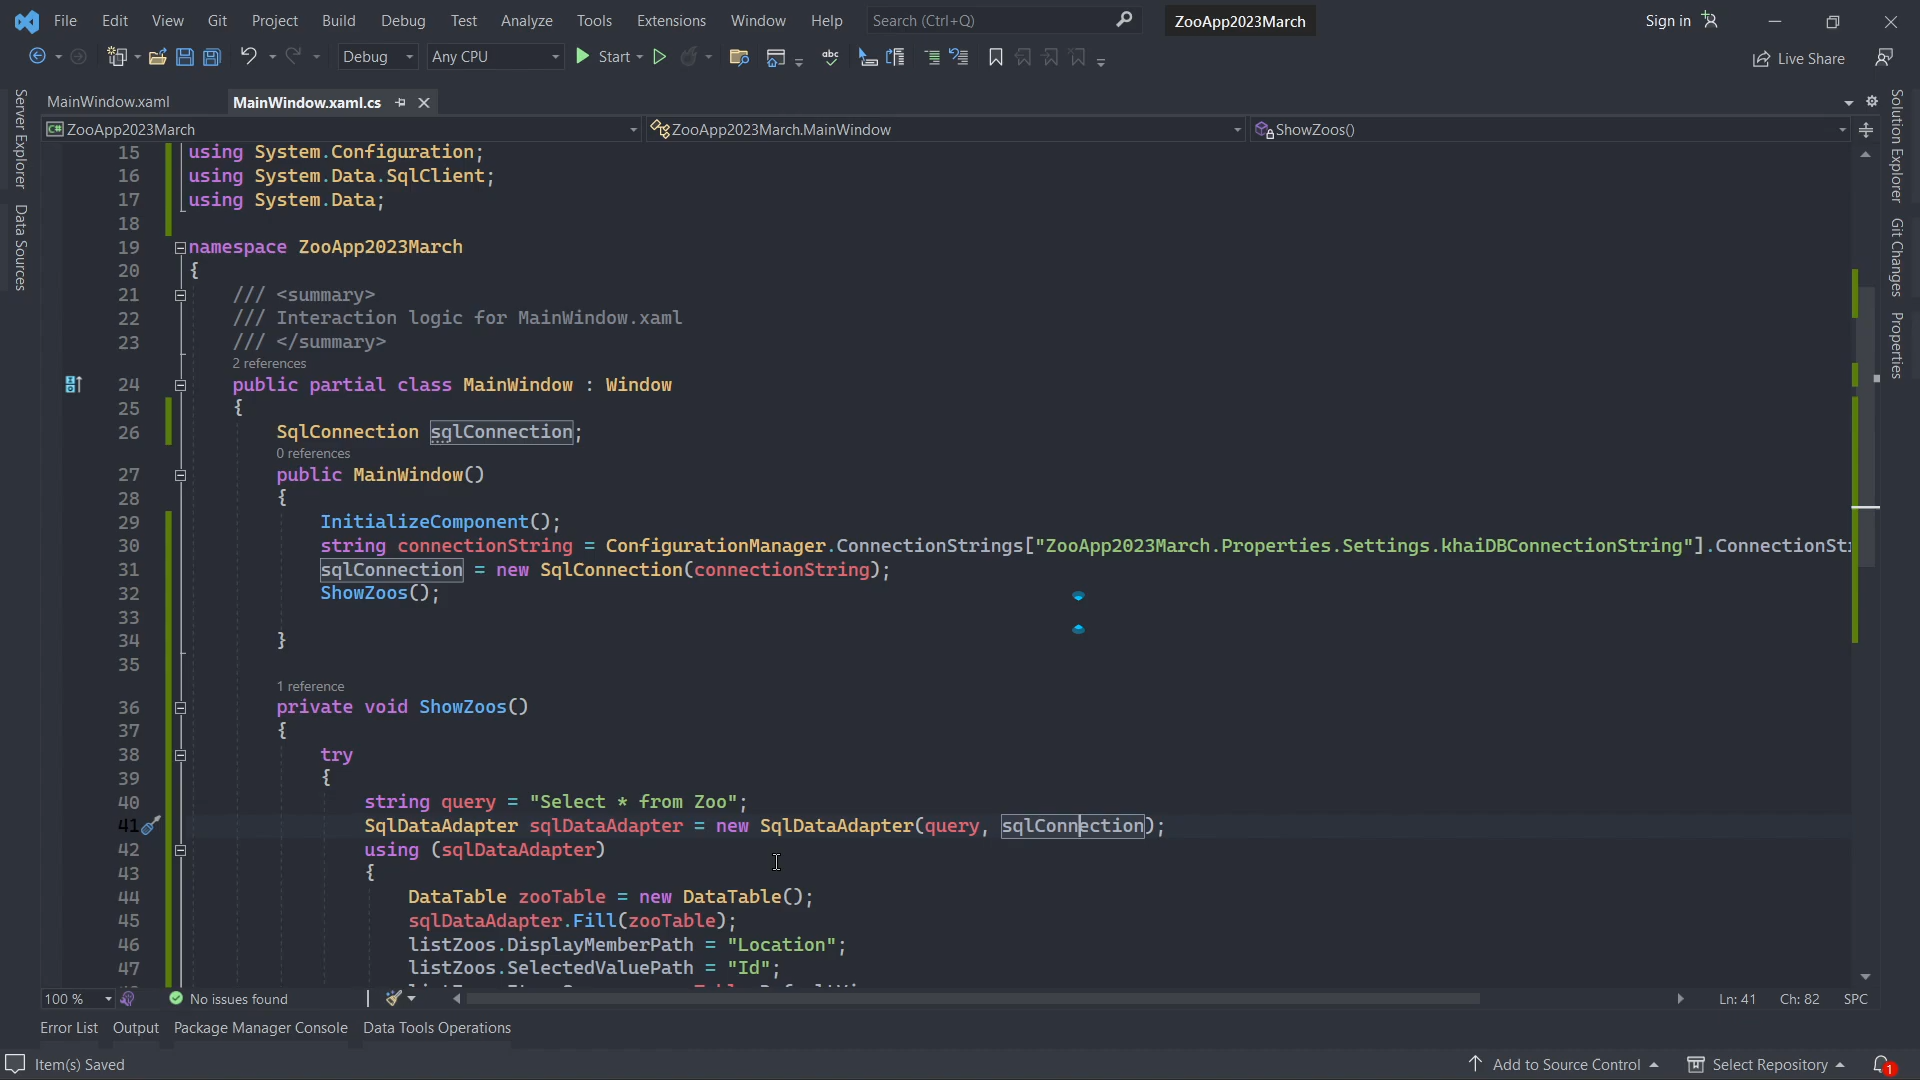 File Edit View Git Project Build Debug Test Analyze Tools Extensions Window Help Search (Ctrl+Q) ZooApp2023March Sign in
Debug Any CPU Start abc Live Share
MainWindow.xaml MainWindow.xaml.cs
C# ZooApp2023March ZooApp2023March.MainWindow ShowZoos()
Server Explorer
Data Sources
Solution Explorer
Git Changes
Properties
15 using System.Configuration;
16 using System.Data.SqlClient;
17 using System.Data;
18
19 namespace ZooApp2023March
20 {
21 /// <summary>
22 /// Interaction logic for MainWindow.xaml
23 /// </summary>
2 references
24 public partial class MainWindow : Window
25 {
26 SqlConnection sqlConnection;
0 references
27 public MainWindow()
28 {
29 InitializeComponent();
30 string connectionString = ConfigurationManager.ConnectionStrings["ZooApp2023March.Properties.Settings.khaiDBConnectionString"].ConnectionStr
31 sqlConnection = new SqlConnection(connectionString);
32 ShowZoos();
33
34 }
35
1 reference
36 private void ShowZoos()
37 {
38 try
39 {
40 string query = "Select * from Zoo";
41 SqlDataAdapter sqlDataAdapter = new SqlDataAdapter(query, sqlConnection);
42 using (sqlDataAdapter)
43 {
44 DataTable zooTable = new DataTable();
45 sqlDataAdapter.Fill(zooTable);
46 listZoos.DisplayMemberPath = "Location";
47 listZoos.SelectedValuePath = "Id";
100 % No issues found Ln: 41 Ch: 82 SPC
Error List Output Package Manager Console Data Tools Operations
Item(s) Saved Add to Source Control Select Repository 1